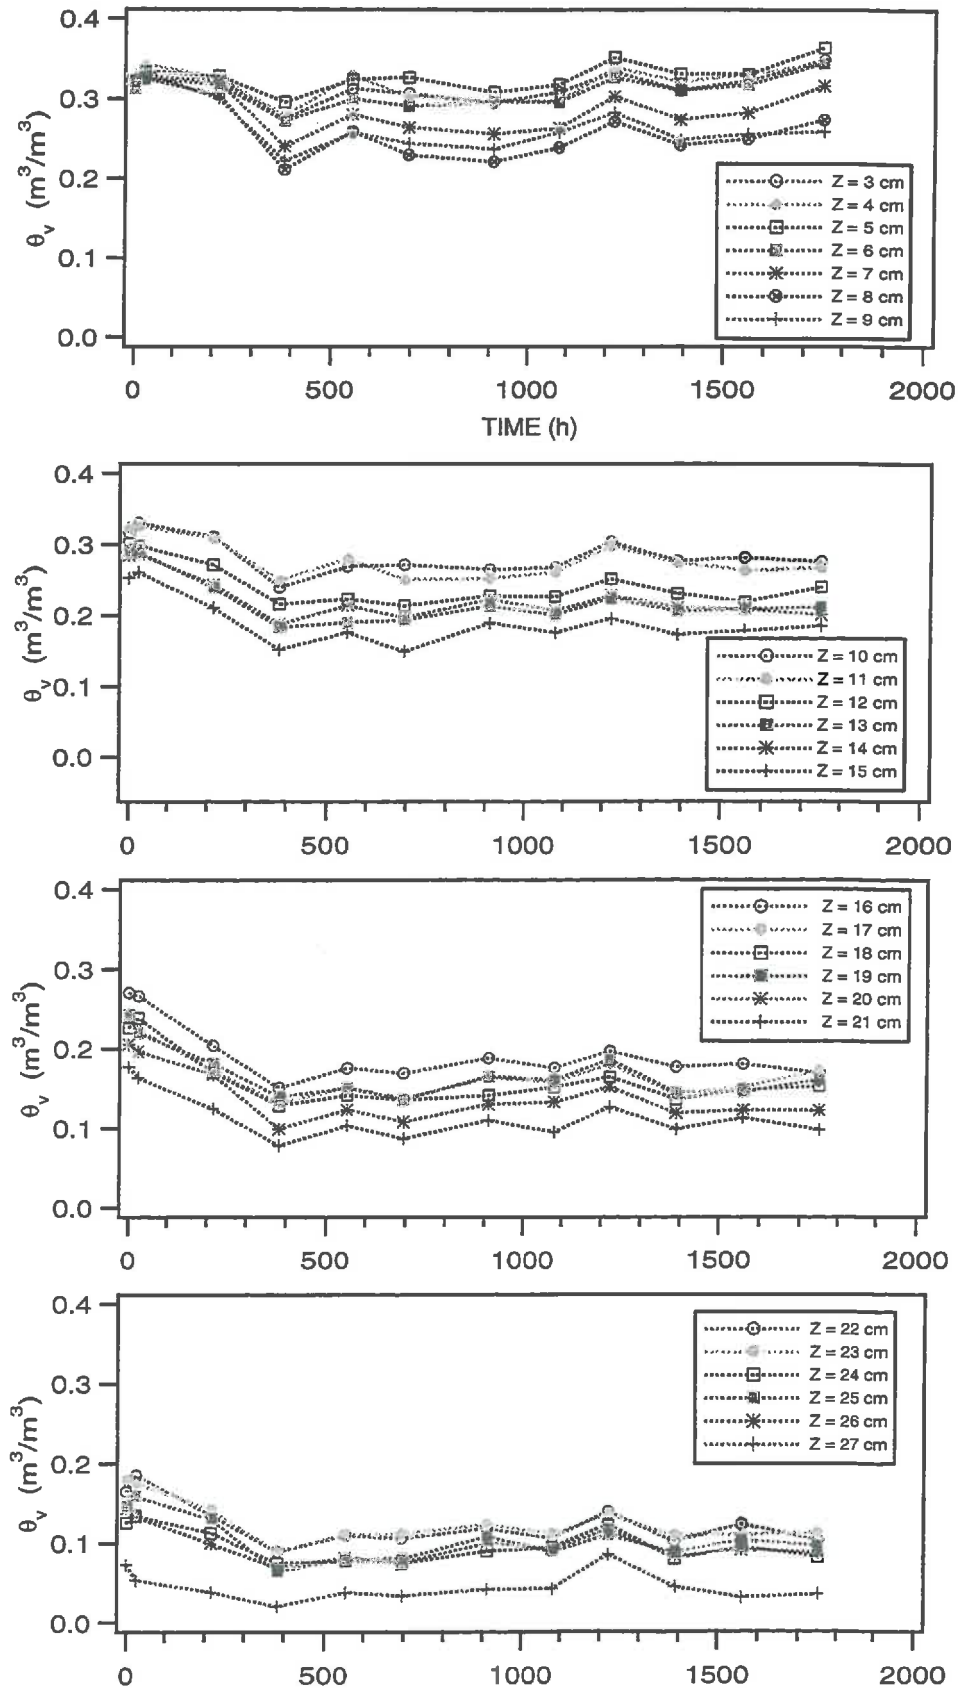 0.4
0.3
0.2
0.1
0.0
θv (m3/m3)
Z = 3 cm
Z = 4 cm
Z = 5 cm
Z = 6 cm
Z = 7 cm
Z = 8 cm
Z = 9 cm
0 500 1000 1500 2000
TIME (h)
0.4
0.3
0.2
0.1
0.0
θv (m3/m3)
Z = 10 cm
Z = 11 cm
Z = 12 cm
Z = 13 cm
Z = 14 cm
Z = 15 cm
0 500 1000 1500 2000
0.4
0.3
0.2
0.1
0.0
θv (m3/m3)
Z = 16 cm
Z = 17 cm
Z = 18 cm
Z = 19 cm
Z = 20 cm
Z = 21 cm
0 500 1000 1500 2000
0.4
0.3
0.2
0.1
0.0
θv (m3/m3)
Z = 22 cm
Z = 23 cm
Z = 24 cm
Z = 25 cm
Z = 26 cm
Z = 27 cm
0 500 1000 1500 2000